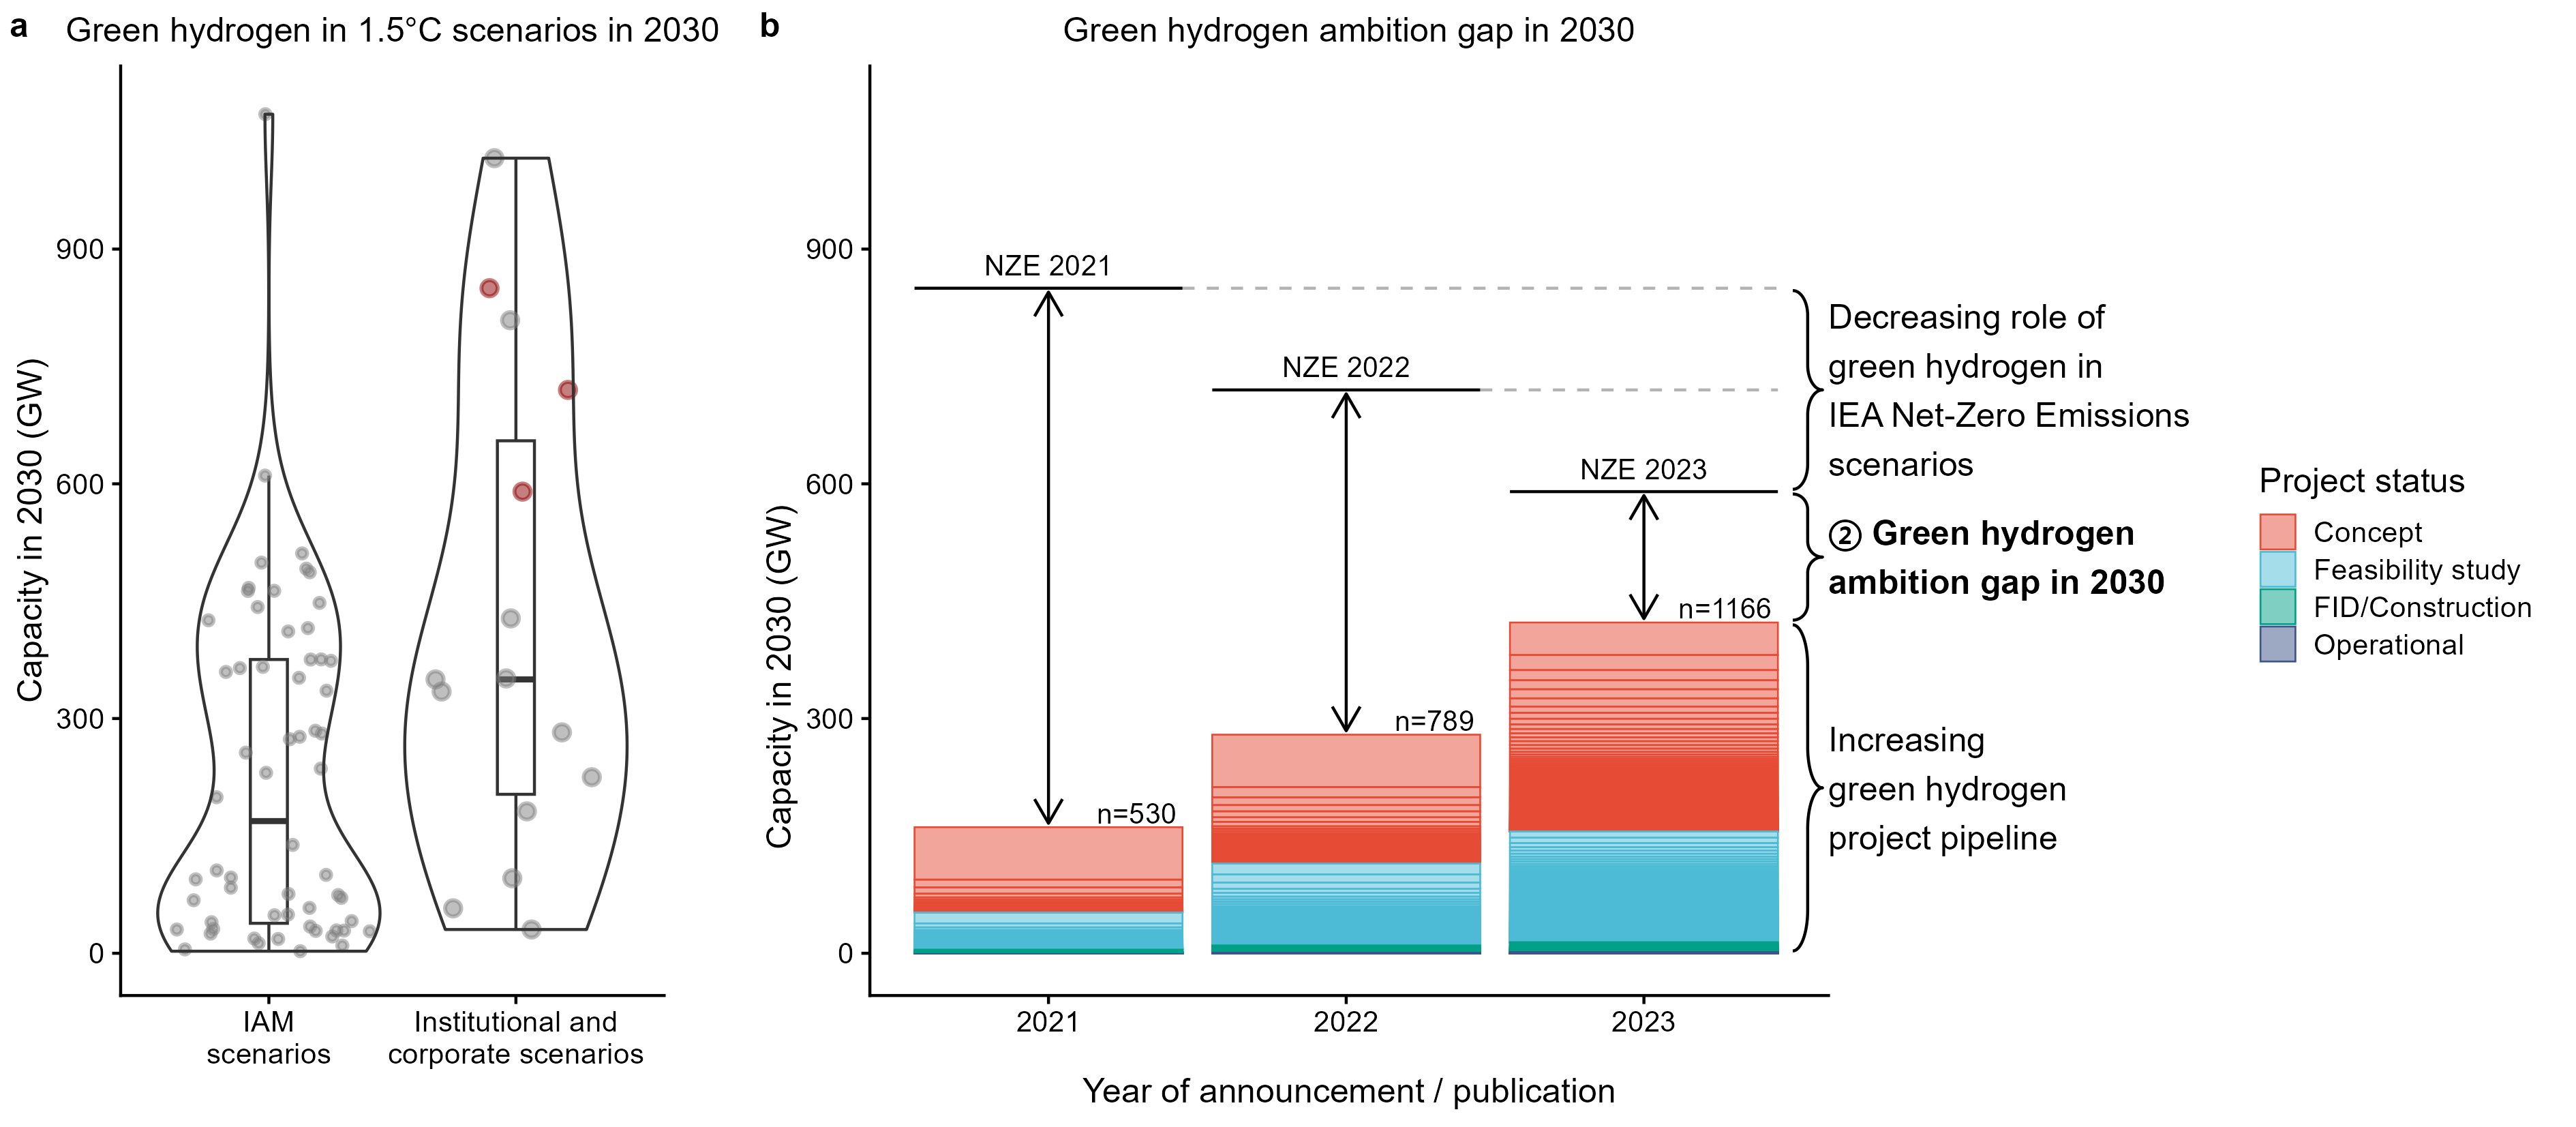 a Green hydrogen in 1.5°C scenarios in 2030
Capacity in 2030 (GW)
900
600
300
0
IAM
scenarios
Institutional and
corporate scenarios
b Green hydrogen ambition gap in 2030
Capacity in 2030 (GW)
900
600
300
0
NZE 2021
NZE 2022
NZE 2023
n=530
n=789
n=1166
2021
2022
2023
Year of announcement / publication
Decreasing role of
green hydrogen in
IEA Net-Zero Emissions
scenarios
② Green hydrogen
ambition gap in 2030
Increasing
green hydrogen
project pipeline
Project status
Concept
Feasibility study
FID/Construction
Operational